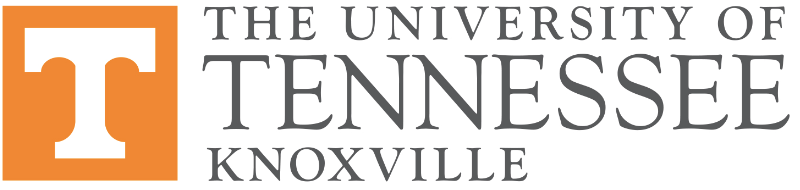 T
THE UNIVERSITY OF
TENNESSEE
KNOXVILLE